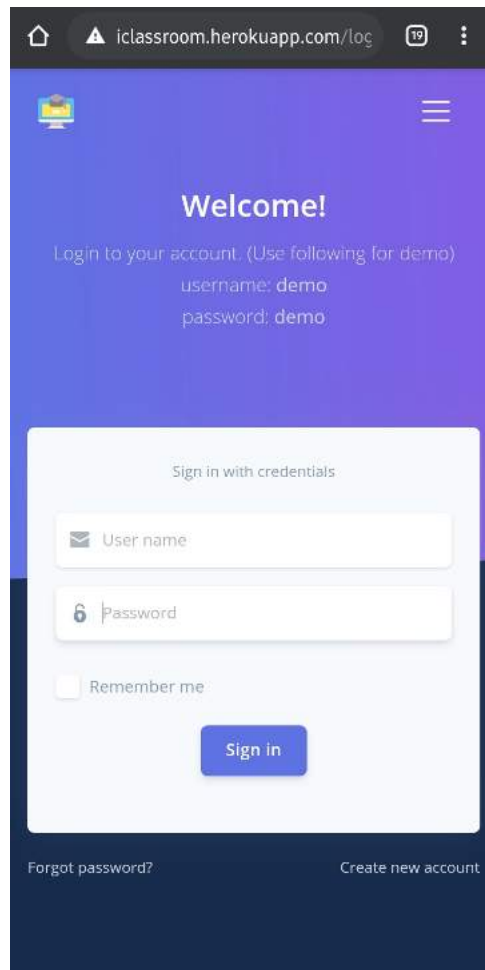 iclassroom.herokuapp.com/log
19
Welcome!
Login to your account. (Use following for demo)
username: demo
password: demo
Sign in with credentials
User name
Password
Remember me
Sign in
Forgot password?
Create new account